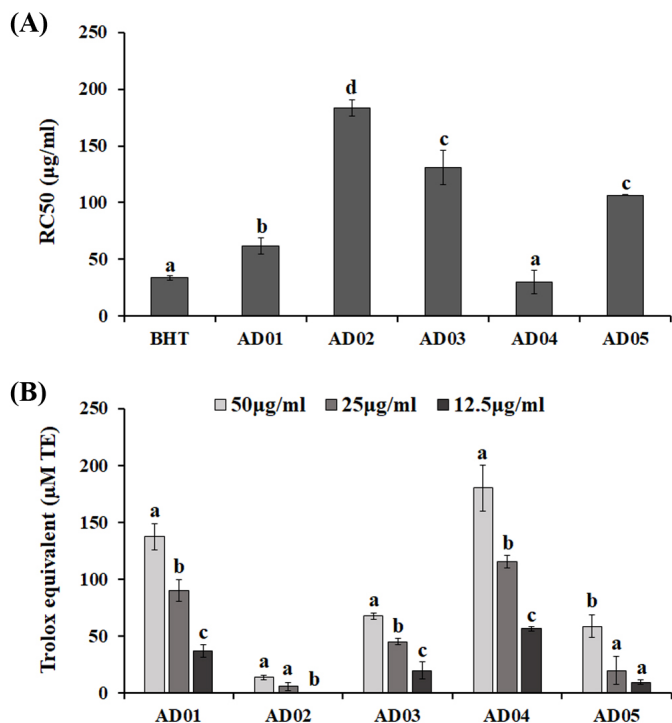 (A)
250
200
150
100
50
0
RC50 (µg/ml)
a
b
d
c
a
c
BHT AD01 AD02 AD03 AD04 AD05
(B)
250
200
150
100
50
0
Trolox equivalent (µM TE)
50µg/ml 25µg/ml 12.5µg/ml
a b c
a a b
a b c
a b c
b a a
AD01 AD02 AD03 AD04 AD05